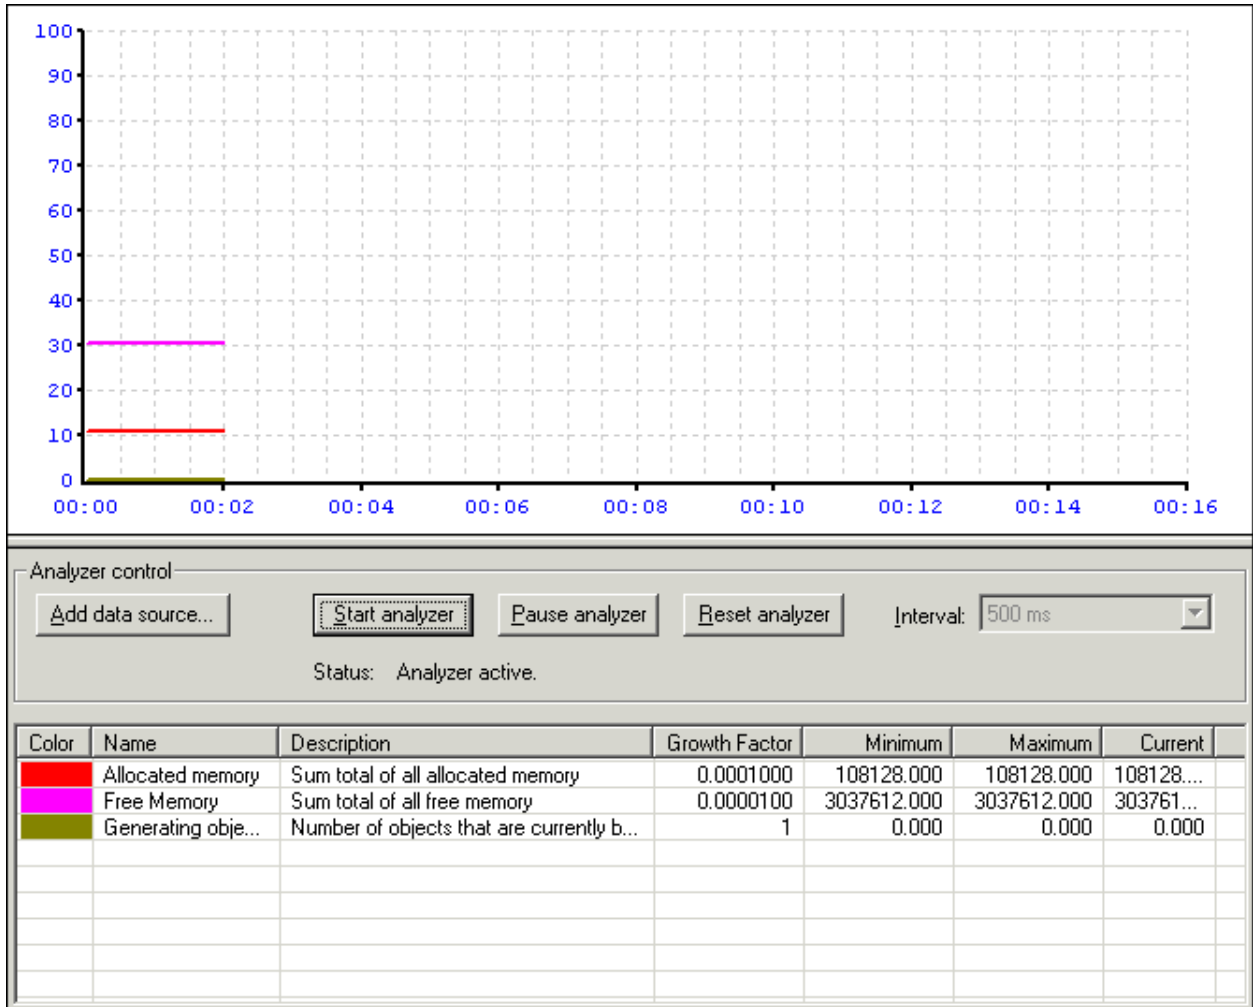 100
90
80
70
60
50
40
30
20
10
0
00:00 00:02 00:04 00:06 00:08 00:10 00:12 00:14 00:16
Analyzer control
Add data source... Start analyzer Pause analyzer Reset analyzer Interval: 500 ms
Status: Analyzer active.
Color Name Description Growth Factor Minimum Maximum Current
Allocated memory Sum total of all allocated memory 0.0001000 108128.000 108128.000 108128....
Free Memory Sum total of all free memory 0.0000100 3037612.000 3037612.000 303761...
Generating obje... Number of objects that are currently b... 1 0.000 0.000 0.000